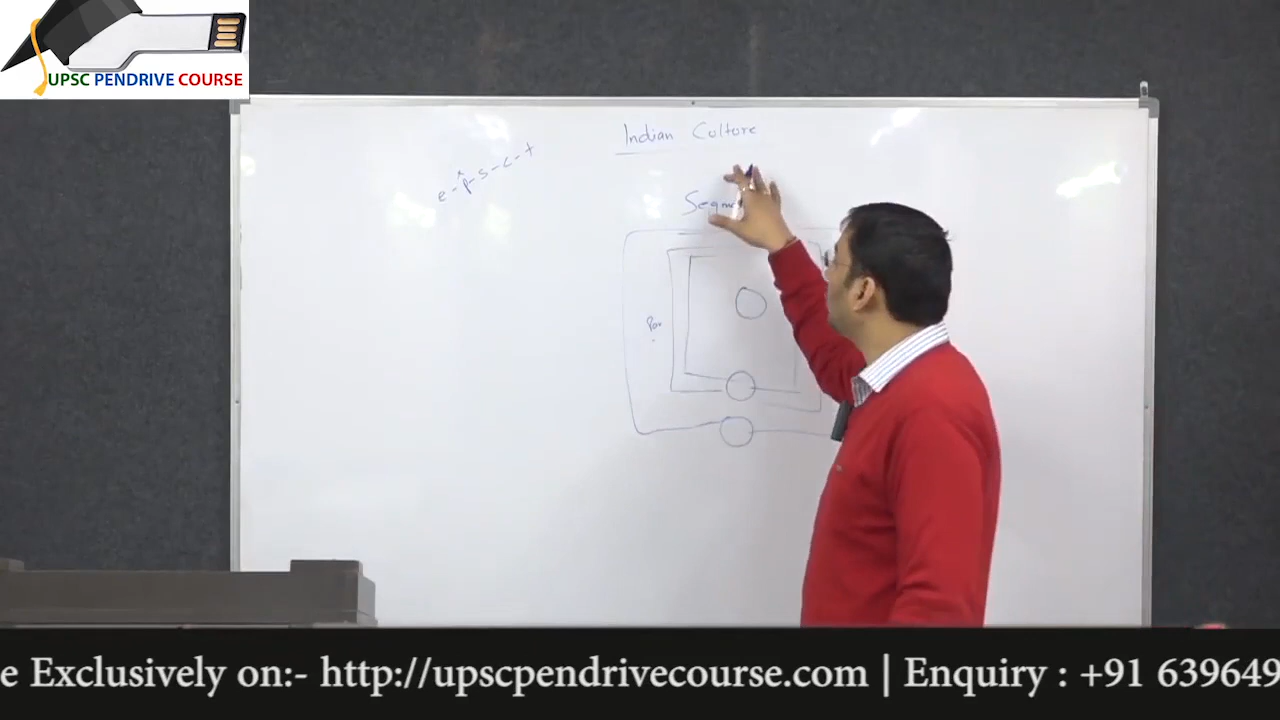 UPSC PENDRIVE COURSE
Indian Culture
e-p-s-c-t
e Exclusively on:- http://upscpendrivecourse.com | Enquiry : +91 639649